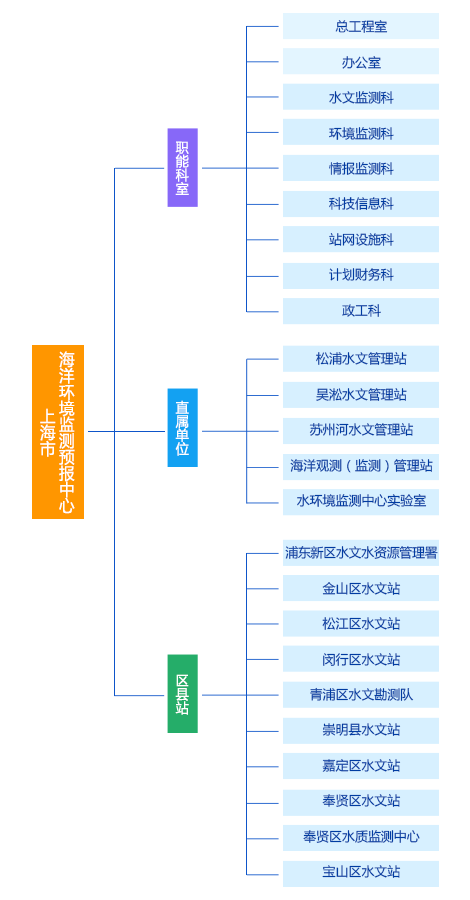 上海市
海洋环境监测预报中心
职能科室
总工程室
办公室
水文监测科
环境监测科
情报监测科
科技信息科
站网设施科
计划财务科
政工科
直属单位
松浦水文管理站
吴淞水文管理站
苏州河水文管理站
海洋观测（监测）管理站
水环境监测中心实验室
区县站
浦东新区水文水资源管理署
金山区水文站
松江区水文站
闵行区水文站
青浦区水文勘测队
崇明县水文站
嘉定区水文站
奉贤区水文站
奉贤区水质监测中心
宝山区水文站